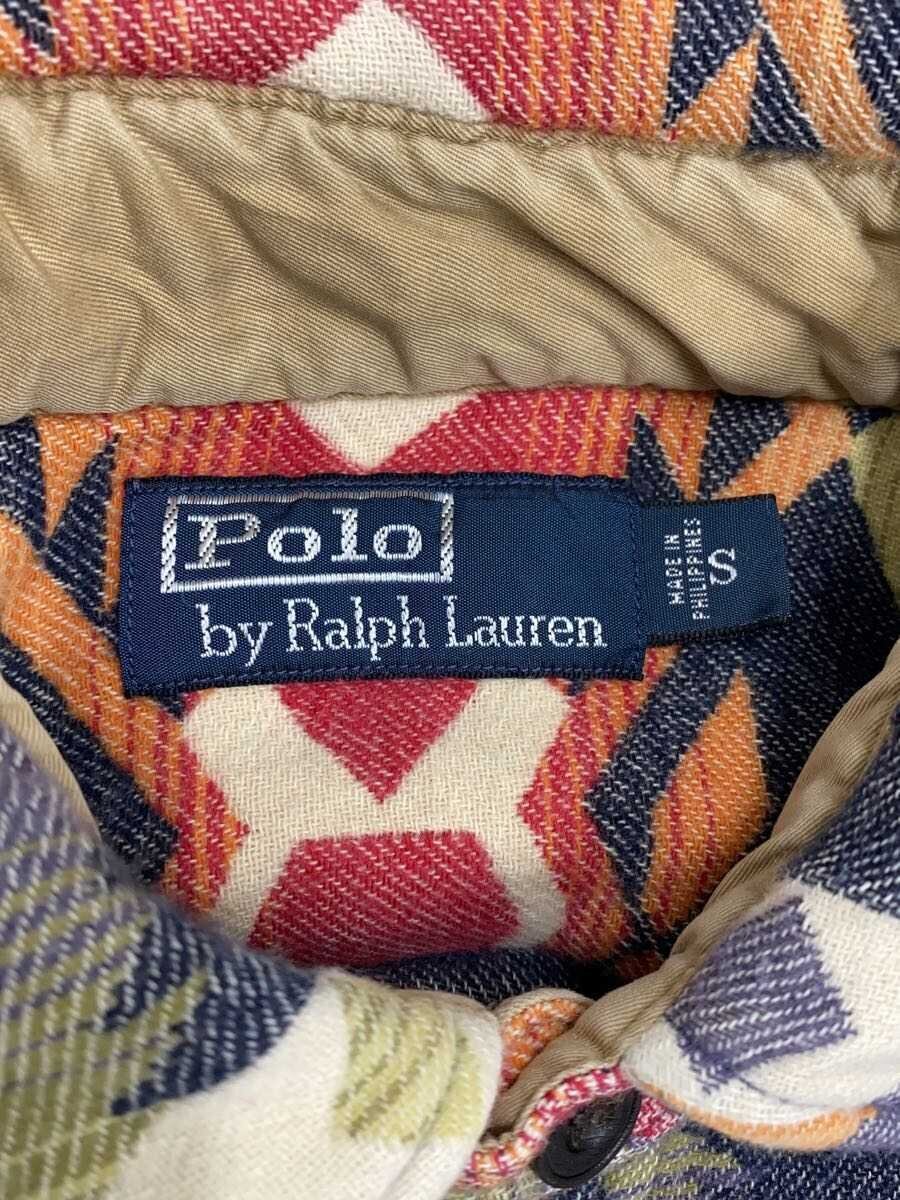 Polo
by Ralph Lauren
MADE IN
PHILIPPINES
S